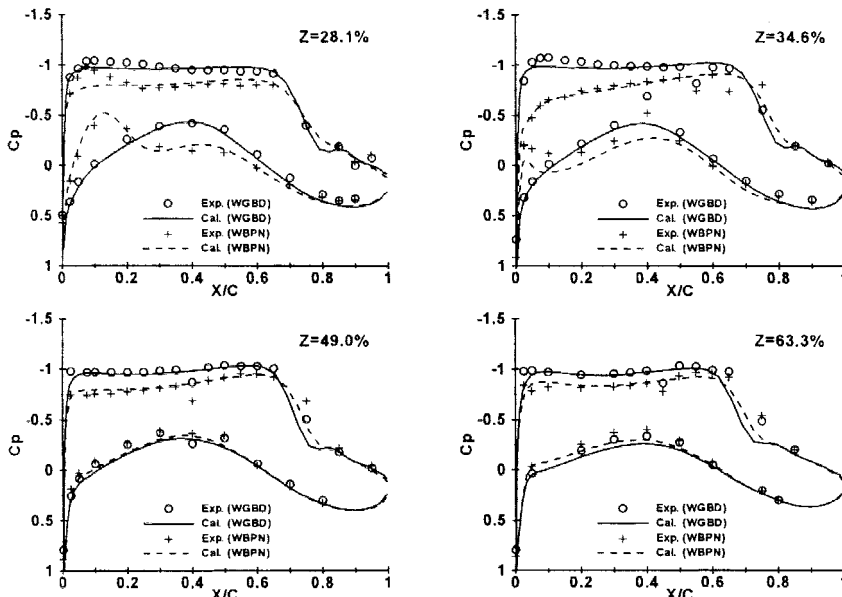 -1.5
Z=28.1%
-1
-0.5
Cp
0
0.5
Exp. (WGBD)
Cal. (WGBD)
Exp. (WBPN)
Cal. (WBPN)
1
0 0.2 0.4 0.6 0.8 1
X/C
-1.5
Z=34.6%
-1
-0.5
Cp
0
0.5
Exp. (WGBD)
Cal. (WGBD)
Exp. (WBPN)
Cal. (WBPN)
1
0 0.2 0.4 0.6 0.8 1
X/C
-1.5
Z=49.0%
-1
-0.5
Cp
0
0.5
Exp. (WGBD)
Cal. (WGBD)
Exp. (WBPN)
Cal. (WBPN)
1
0 0.2 0.4 0.6 0.8 1
X/C
-1.5
Z=63.3%
-1
-0.5
Cp
0
0.5
Exp. (WGBD)
Cal. (WGBD)
Exp. (WBPN)
Cal. (WBPN)
1
0 0.2 0.4 0.6 0.8 1
X/C